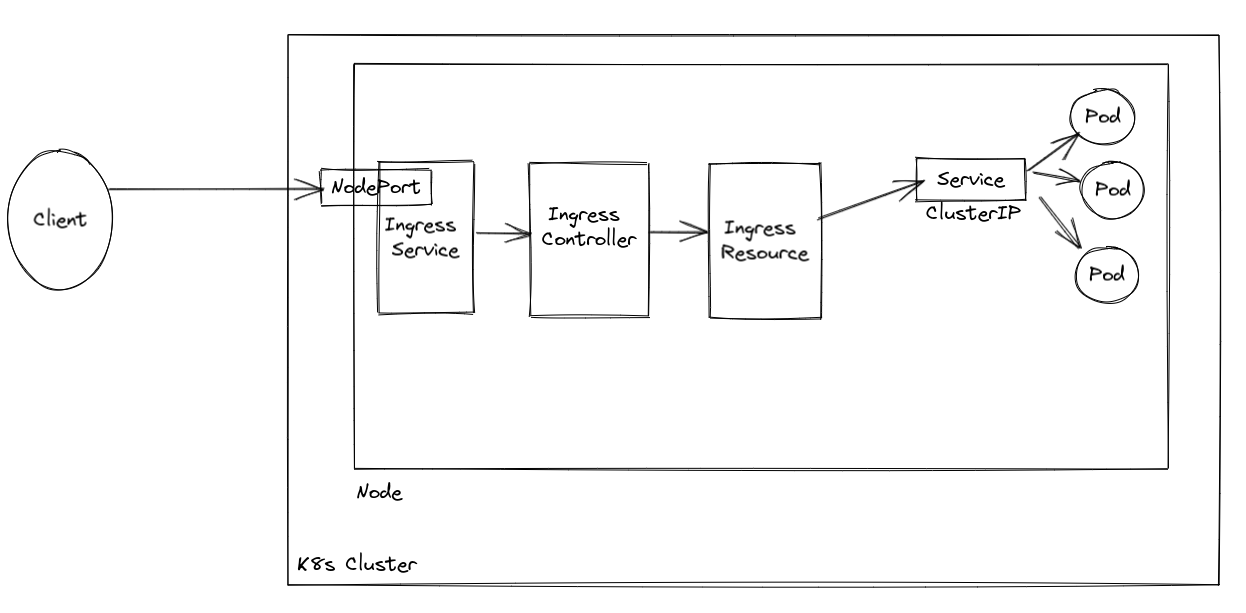 Client
NodePort
Ingress
Service
Ingress
Controller
Ingress
Resource
Service
ClusterIP
Pod
Pod
Pod
Node
K8s Cluster